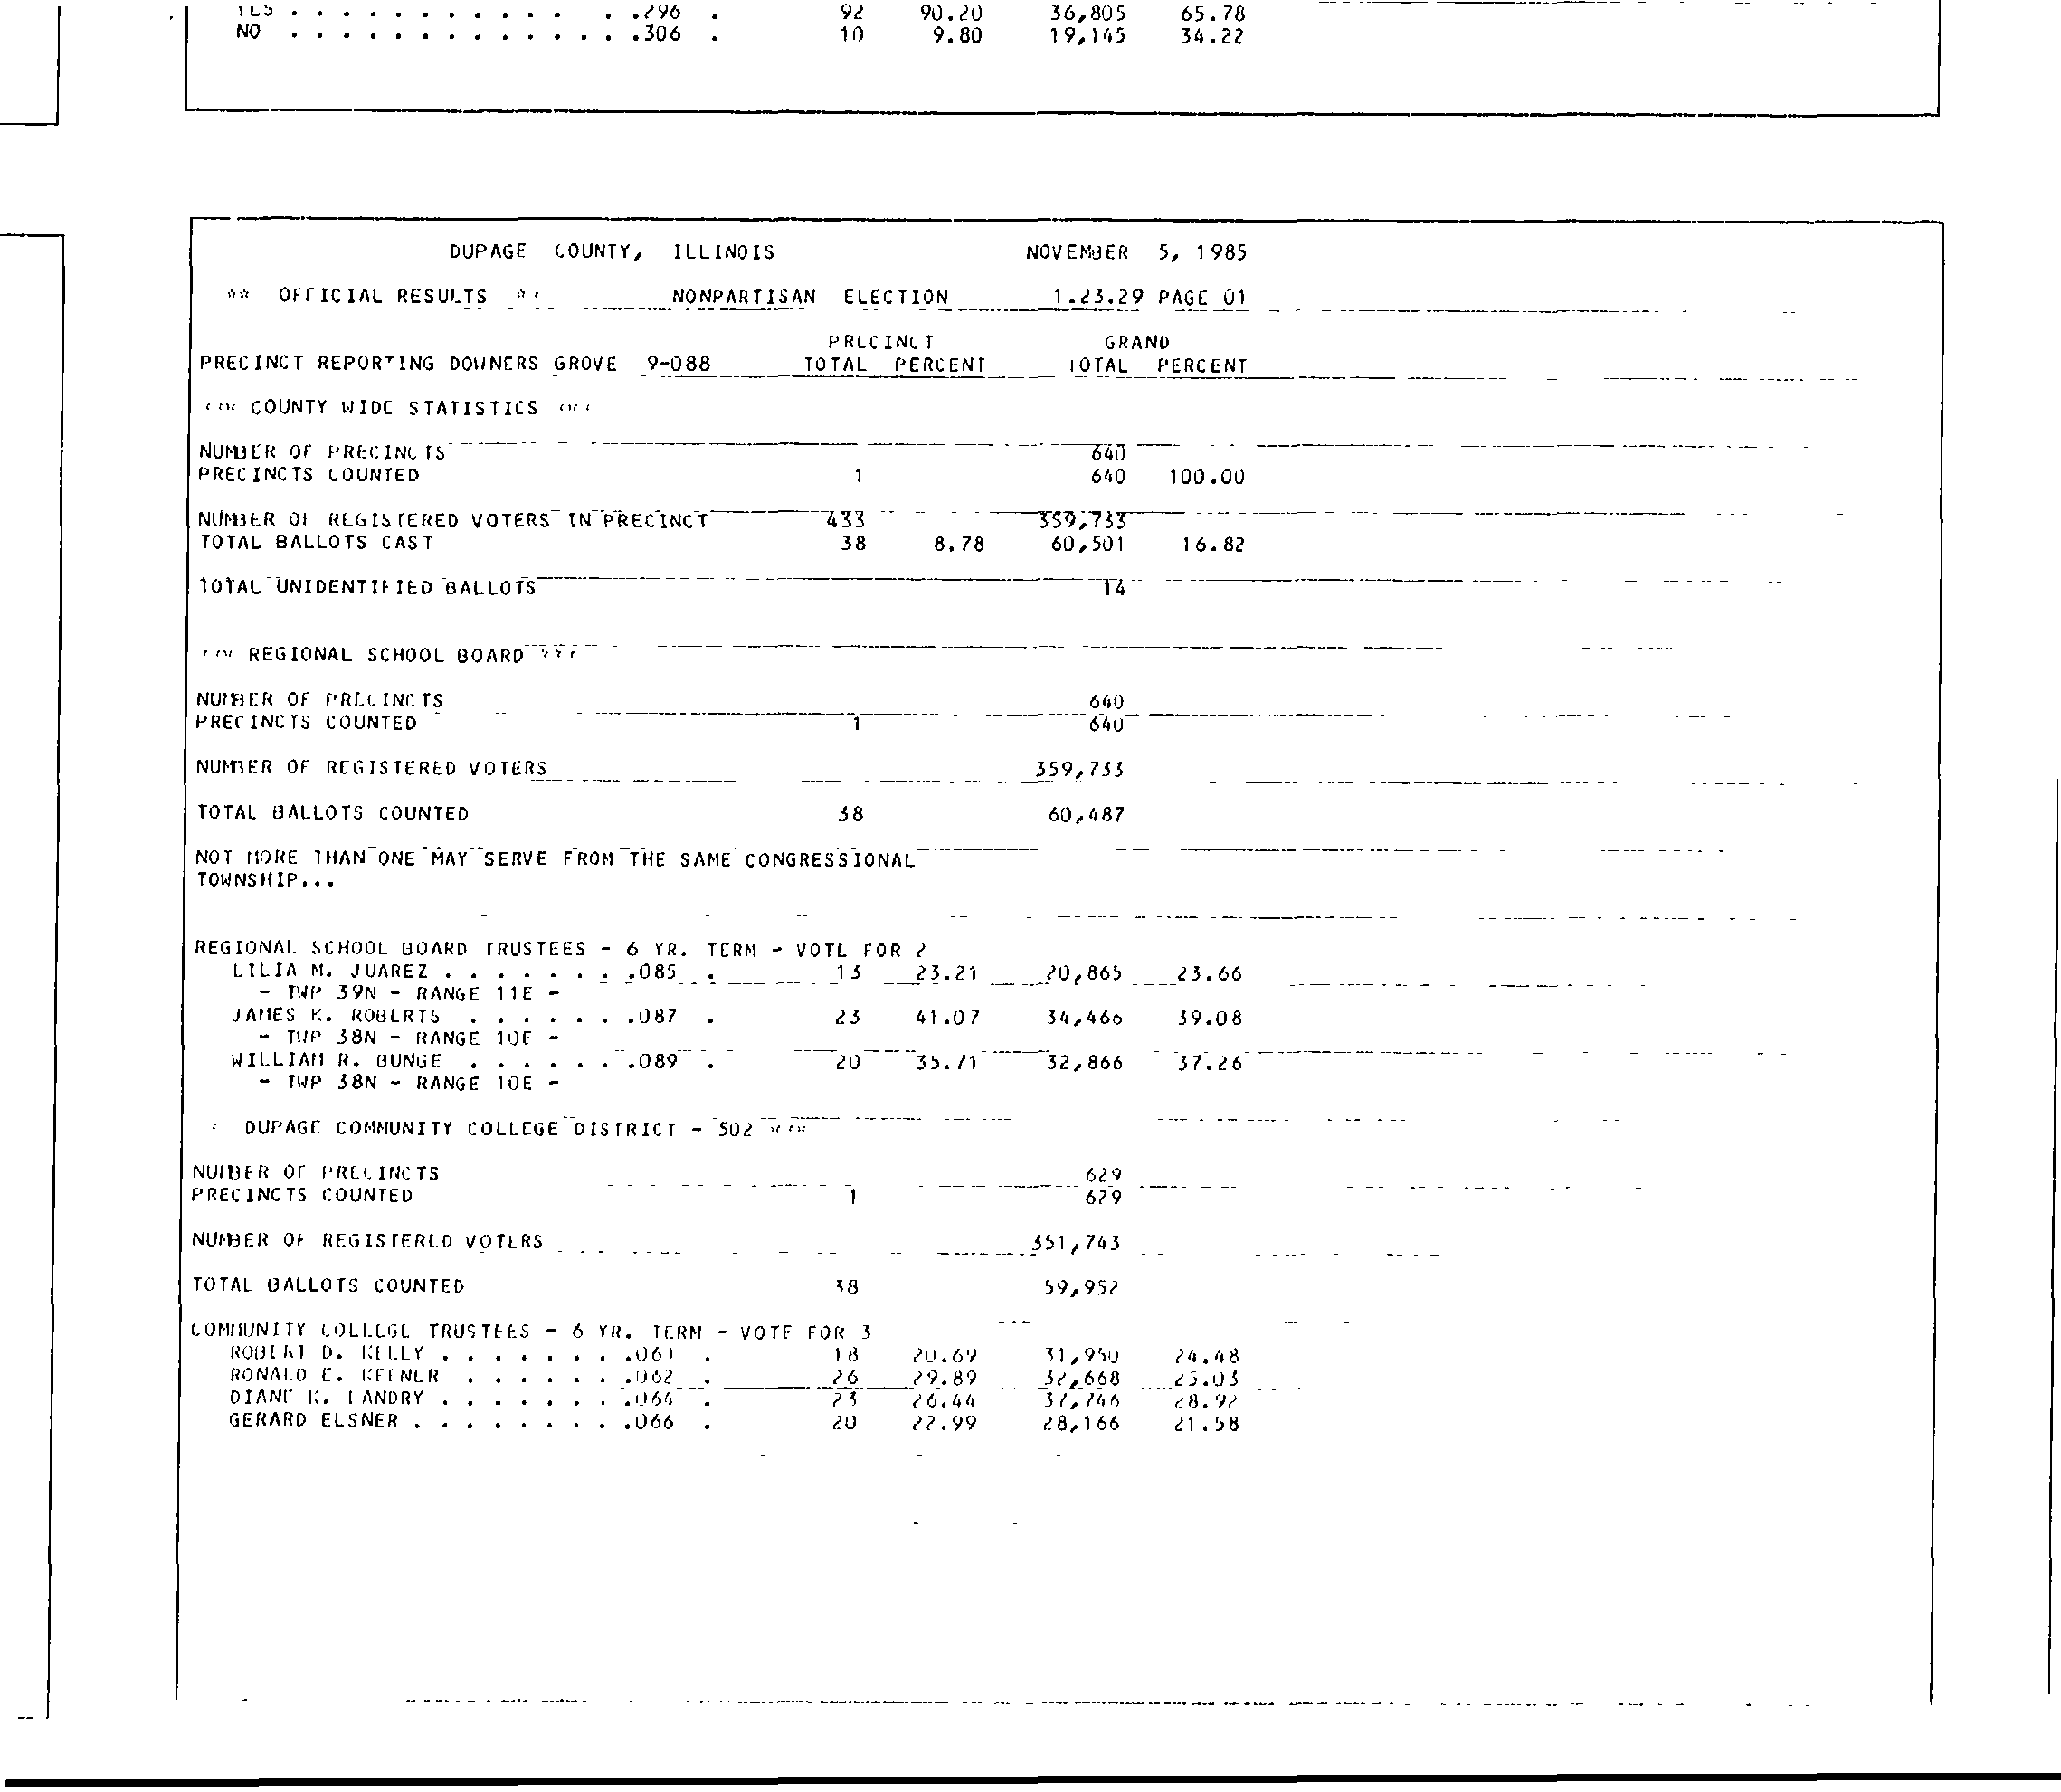 YES . . . . . . . . . . . . . .296 . 92 90.20 36,805 65.78
NO . . . . . . . . . . . . . .306 . 10 9.80 19,145 34.22
DUPAGE COUNTY, ILLINOIS NOVEMBER 5, 1985
** OFFICIAL RESULTS ** NONPARTISAN ELECTION 1.23.29 PAGE 01
PRECINCT GRAND
PRECINCT REPORTING DOWNERS GROVE 9-088 TOTAL PERCENT TOTAL PERCENT
*** COUNTY WIDE STATISTICS ***
NUMBER OF PRECINCTS 640
PRECINCTS COUNTED 1 640 100.00
NUMBER OF REGISTERED VOTERS IN PRECINCT 433 359,733
TOTAL BALLOTS CAST 38 8.78 60,501 16.82
TOTAL UNIDENTIFIED BALLOTS 14
*** REGIONAL SCHOOL BOARD ***
NUMBER OF PRECINCTS 640
PRECINCTS COUNTED 1 640
NUMBER OF REGISTERED VOTERS 359,733
TOTAL BALLOTS COUNTED 38 60,487
NOT MORE THAN ONE MAY SERVE FROM THE SAME CONGRESSIONAL
TOWNSHIP...
REGIONAL SCHOOL BOARD TRUSTEES - 6 YR. TERM - VOTE FOR 2
LILIA M. JUAREZ . . . . . . . .085 . 13 23.21 20,865 23.66
- TWP 39N - RANGE 11E -
JAMES K. ROBERTS . . . . . . .087 . 23 41.07 34,466 39.08
- TWP 38N - RANGE 10E -
WILLIAM R. BUNGE . . . . . . .089 . 20 35.71 32,866 37.26
- TWP 38N - RANGE 10E -
* DUPAGE COMMUNITY COLLEGE DISTRICT - 502 ***
NUMBER OF PRECINCTS 629
PRECINCTS COUNTED 1 629
NUMBER OF REGISTERED VOTERS 351,743
TOTAL BALLOTS COUNTED 38 59,952
COMMUNITY COLLEGE TRUSTEES - 6 YR. TERM - VOTE FOR 3
ROBERT D. KELLY . . . . . . . .061 . 18 20.69 31,950 24.48
RONALD E. KEENER . . . . . . .062 . 26 29.89 32,668 25.03
DIANE K. LANDRY . . . . . . . .064 . 23 26.44 37,746 28.92
GERARD ELSNER . . . . . . . . .066 . 20 22.99 28,166 21.58